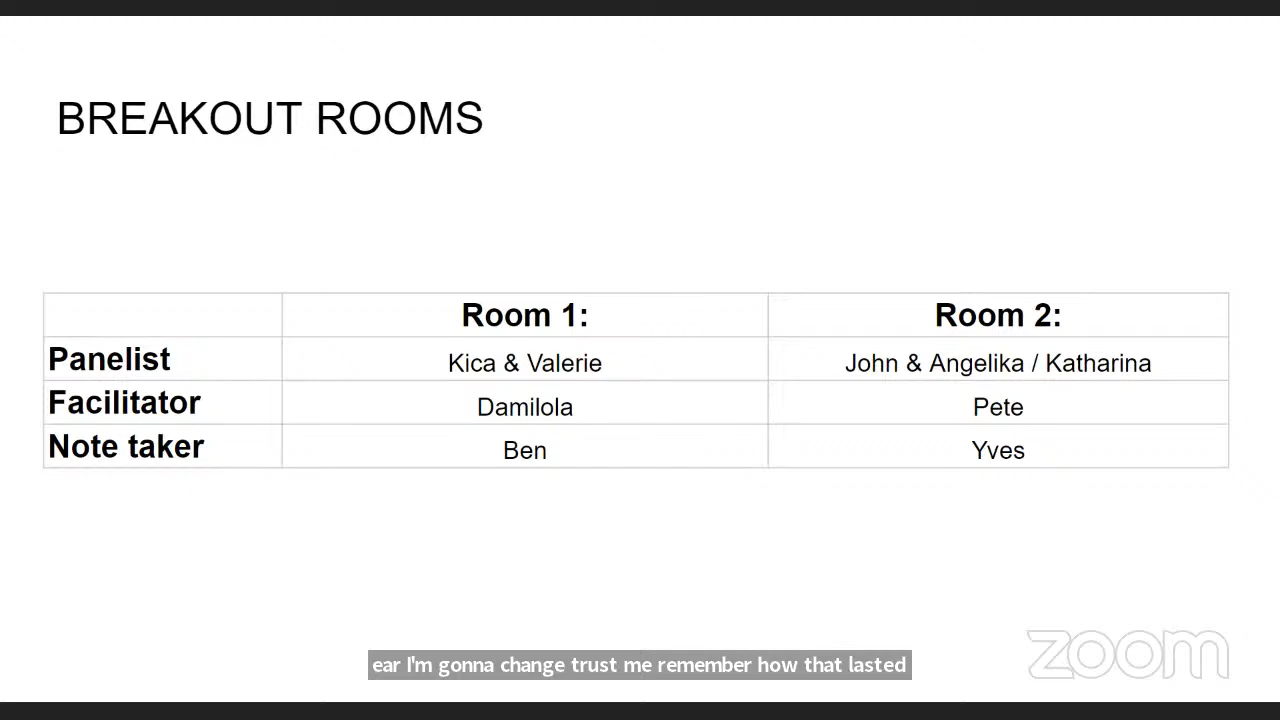 BREAKOUT ROOMS
Room 1: Room 2:
Panelist Kica & Valerie John & Angelika / Katharina
Facilitator Damilola Pete
Note taker Ben Yves
zoom
ear I'm gonna change trust me remember how that lasted